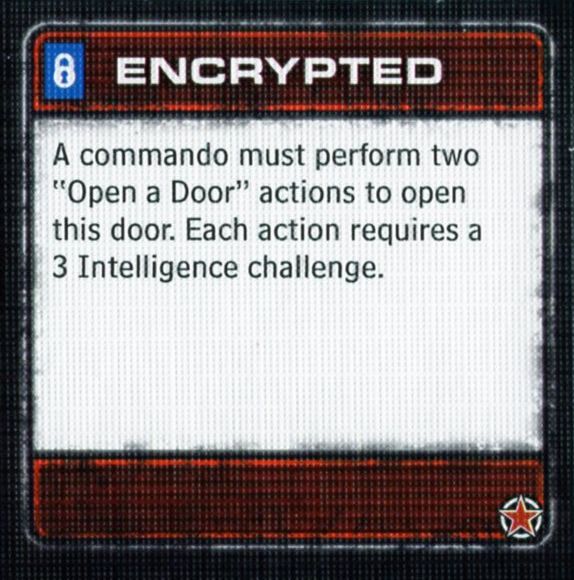 ENCRYPTED
A commando must perform two
"Open a Door" actions to open
this door. Each action requires a
3 Intelligence challenge.